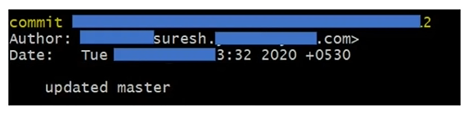 commit 2
Author: suresh. .com>
Date: Tue 3:32 2020 +0530
updated master